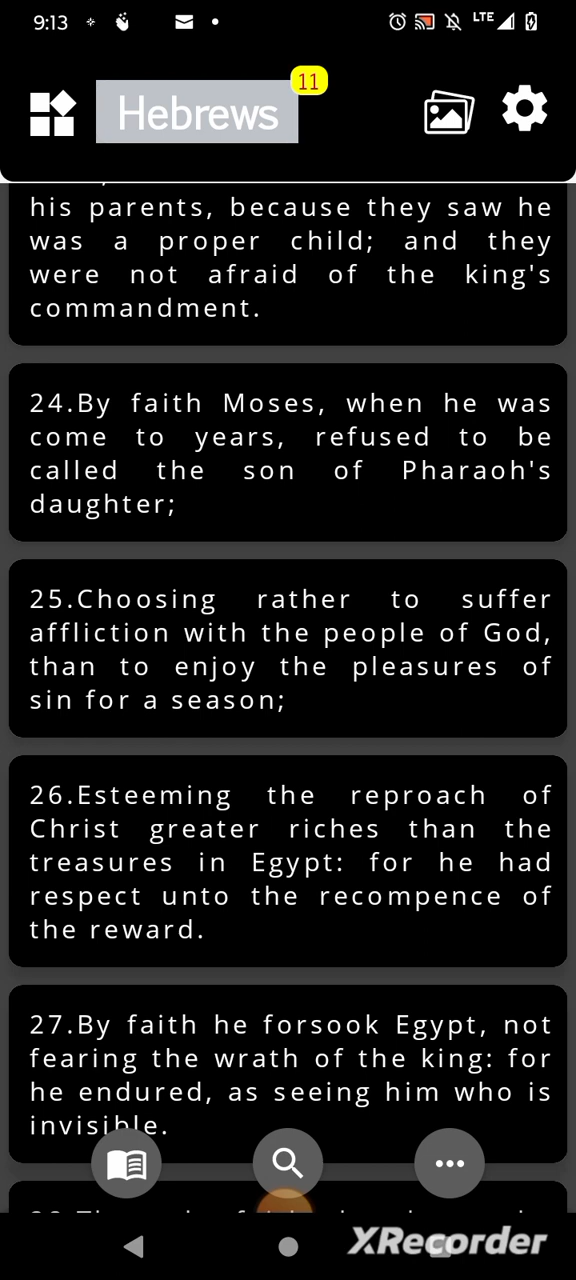 9:13
LTE
11
Hebrews
his parents, because they saw he
was a proper child; and they
were not afraid of the king's
commandment.
24.By faith Moses, when he was
come to years, refused to be
called the son of Pharaoh's
daughter;
25.Choosing rather to suffer
affliction with the people of God,
than to enjoy the pleasures of
sin for a season;
26.Esteeming the reproach of
Christ greater riches than the
treasures in Egypt: for he had
respect unto the recompence of
the reward.
27.By faith he forsook Egypt, not
fearing the wrath of the king: for
he endured, as seeing him who is
invisible.
XRecorder